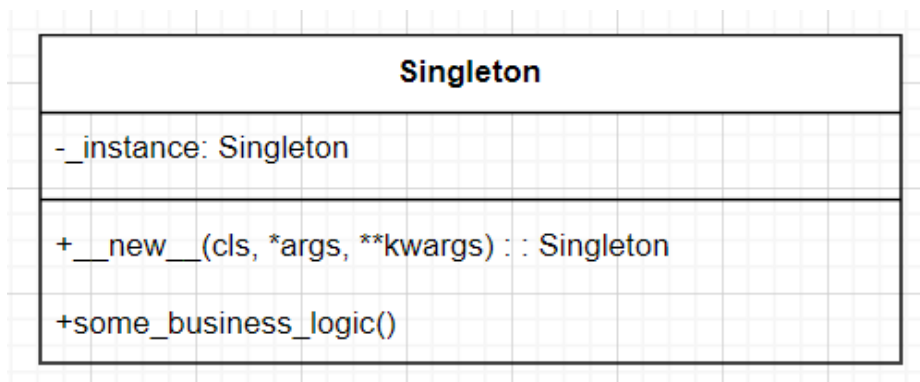 Singleton
-_instance: Singleton
+__new__(cls, *args, **kwargs) : : Singleton
+some_business_logic()